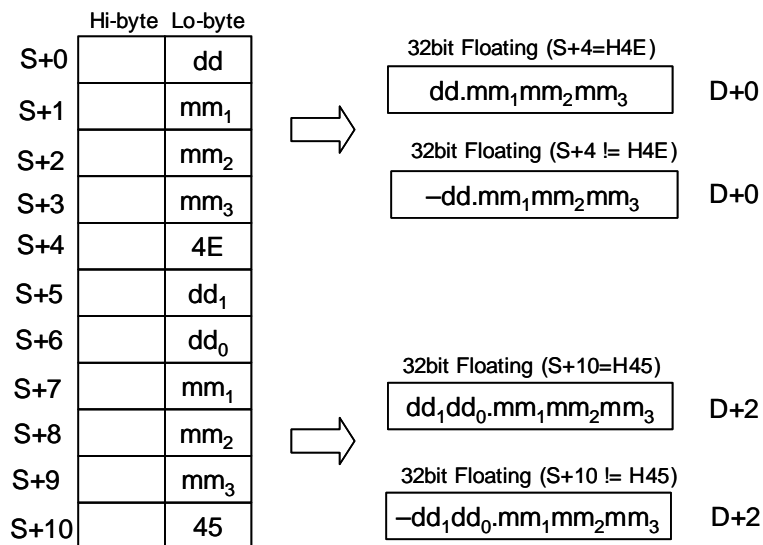 Hi-byte Lo-byte
S+0 dd
S+1 mm₁
S+2 mm₂
S+3 mm₃
S+4 4E
S+5 dd₁
S+6 dd₀
S+7 mm₁
S+8 mm₂
S+9 mm₃
S+10 45
32bit Floating (S+4=H4E)
dd.mm₁mm₂mm₃ D+0
32bit Floating (S+4 != H4E)
–dd.mm₁mm₂mm₃ D+0
32bit Floating (S+10=H45)
dd₁dd₀.mm₁mm₂mm₃ D+2
32bit Floating (S+10 != H45)
–dd₁dd₀.mm₁mm₂mm₃ D+2